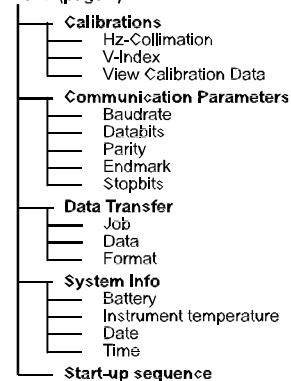 Calibrations
Hz-Collimation
V-Index
View Calibration Data
Communication Parameters
Baudrate
Databits
Parity
Endmark
Stopbits
Data Transfer
Job
Data
Format
System Info
Battery
Instrument temperature
Date
Time
Start-up sequence